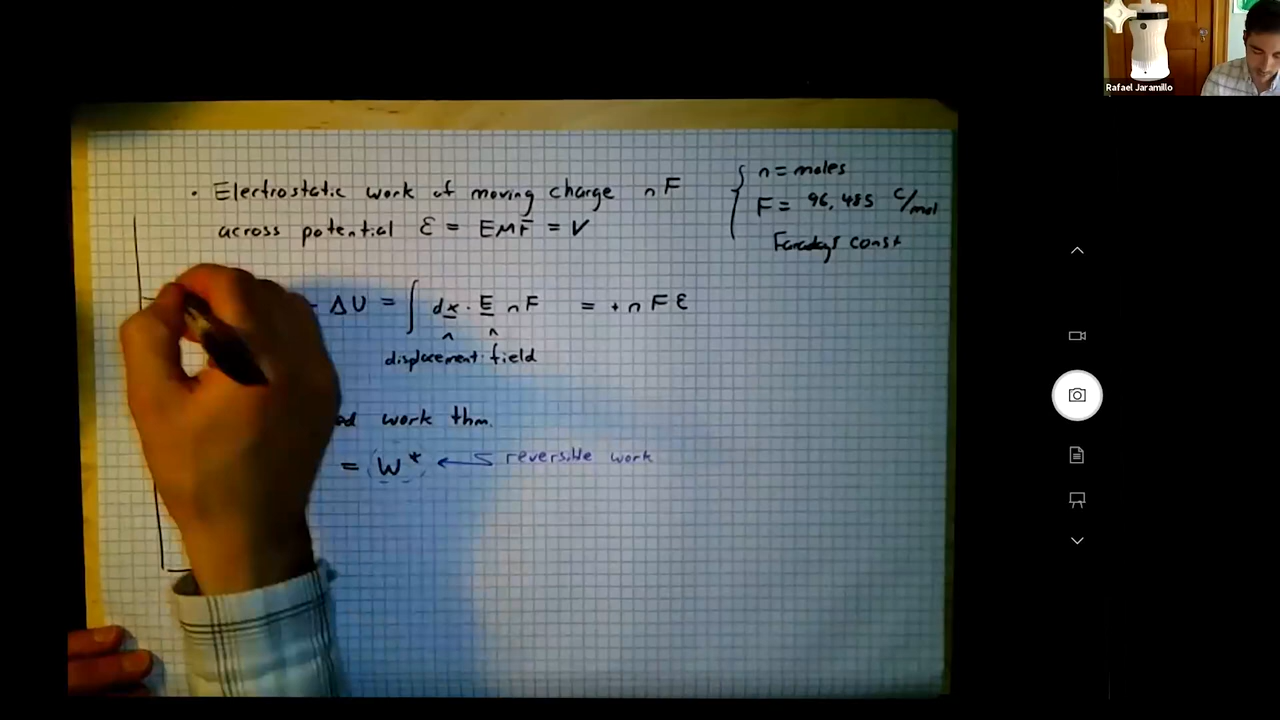 Rafael Jaramillo
· Electrostatic work of moving charge nF
across potential ℰ = EMF = V
{ n = moles
F = 96,485 C/mol
Faradays const
- ΔU = ∫ dx · E nF = + n F ℰ
^ ^
displacement · field
work thm.
= W* ← reversible work